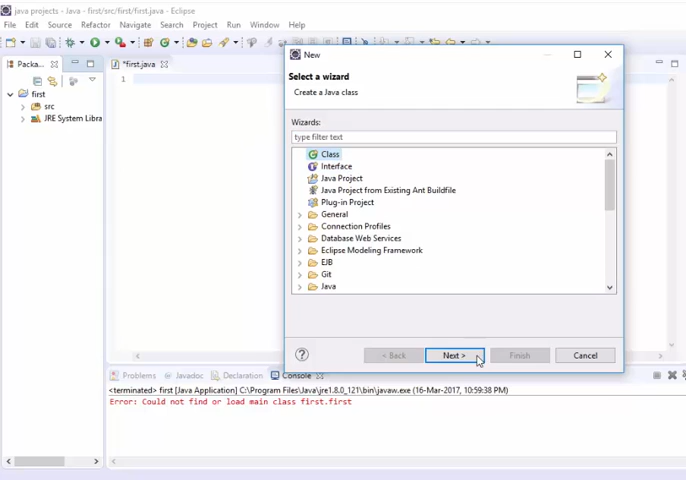 java projects - Java - first/src/first/first.java - Eclipse
File Edit Source Refactor Navigate Search Project Run Window Help
Packa...
*first.java
1
first
src
JRE System Libra
New
Select a wizard
Create a Java class
Wizards:
type filter text
Class
Interface
Java Project
Java Project from Existing Ant Buildfile
Plug-in Project
General
Connection Profiles
Database Web Services
Eclipse Modeling Framework
EJB
Git
Java
?
< Back Next > Finish Cancel
Problems Javadoc Declaration Console
<terminated> first [Java Application] C:\Program Files\Java\jre1.8.0_121\bin\javaw.exe (16-Mar-2017, 10:59:38 PM)
Error: Could not find or load main class first.first